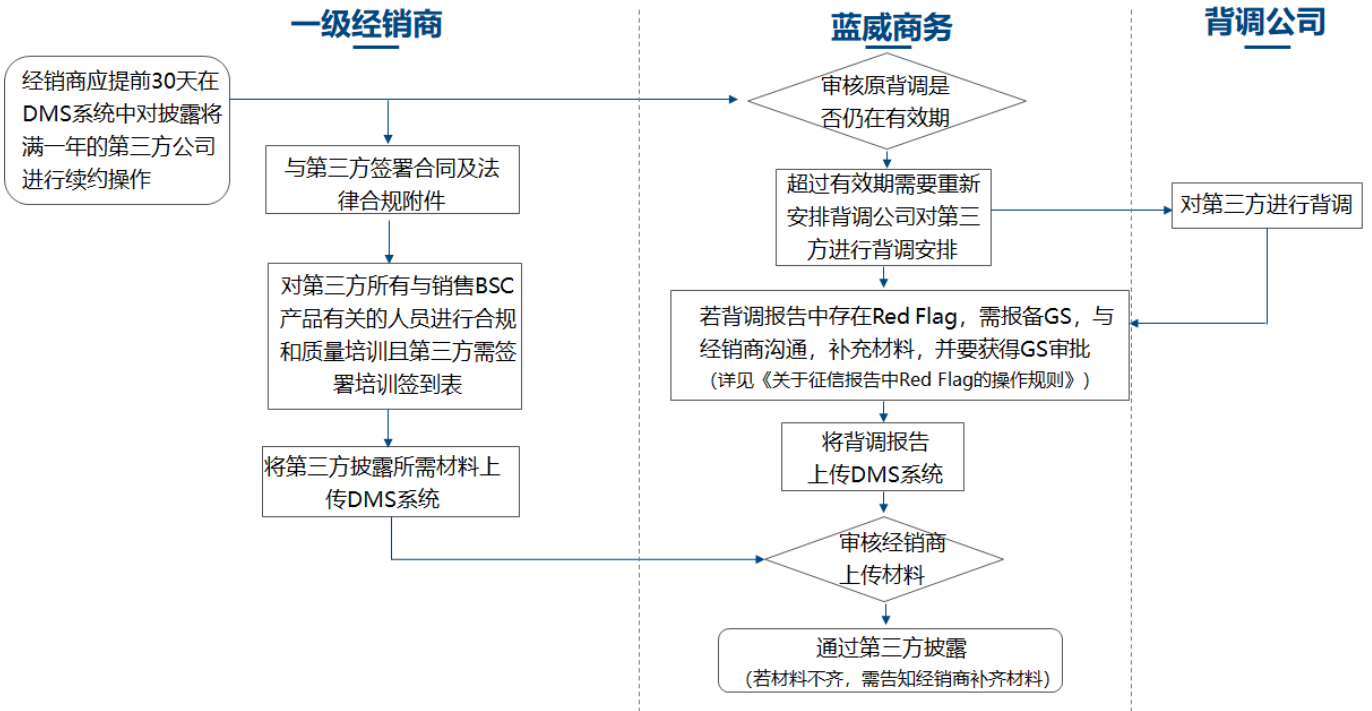 一级经销商
蓝威商务
背调公司
经销商应提前30天在
DMS系统中对披露将
满一年的第三方公司
进行续约操作
与第三方签署合同及法
律合规附件
对第三方所有与销售BSC
产品有关的人员进行合规
和质量培训且第三方需签
署培训签到表
将第三方披露所需材料上
传DMS系统
审核原背调是
否仍在有效期
超过有效期需要重新
安排背调公司对第三
方进行背调安排
对第三方进行背调
若背调报告中存在Red Flag，需报备GS，与
经销商沟通，补充材料，并要获得GS审批
（详见《关于征信报告中Red Flag的操作规则》）
将背调报告
上传DMS系统
审核经销商
上传材料
通过第三方披露
（若材料不齐，需告知经销商补齐材料）